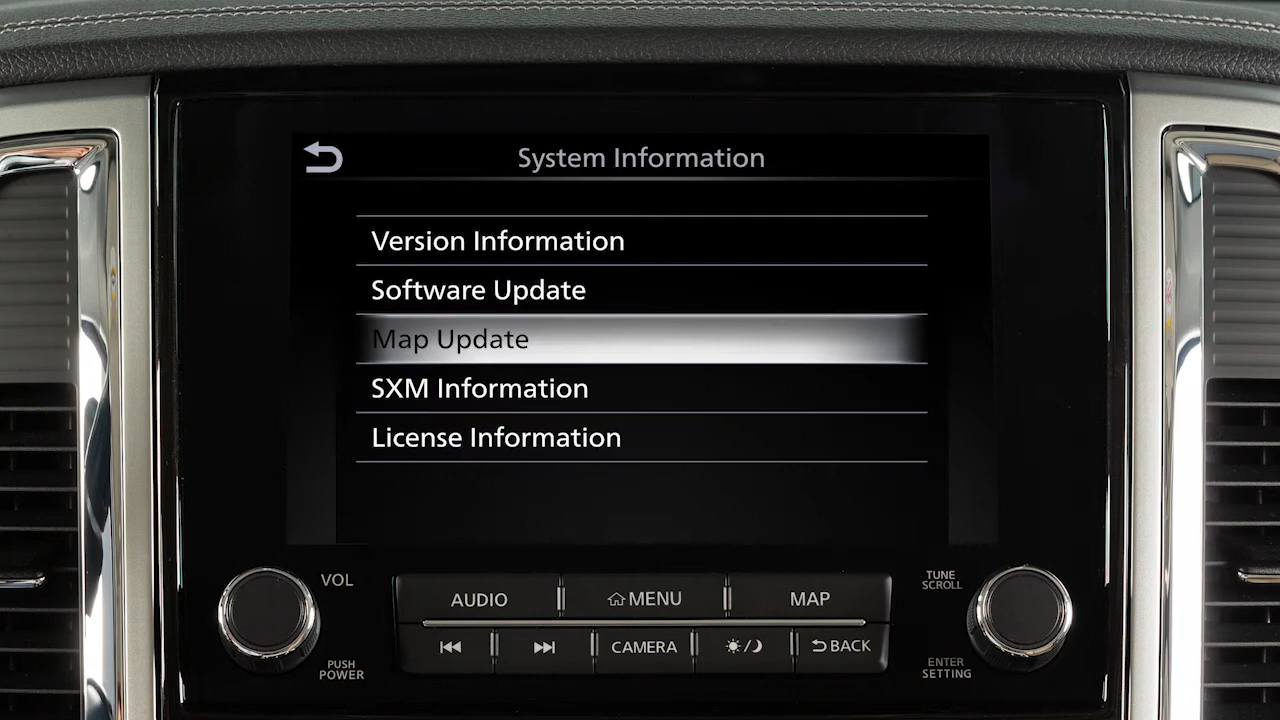 System Information
Version Information
Software Update
Map Update
SXM Information
License Information
VOL
PUSH
POWER
AUDIO
MENU
MAP
CAMERA
BACK
TUNE
SCROLL
ENTER
SETTING